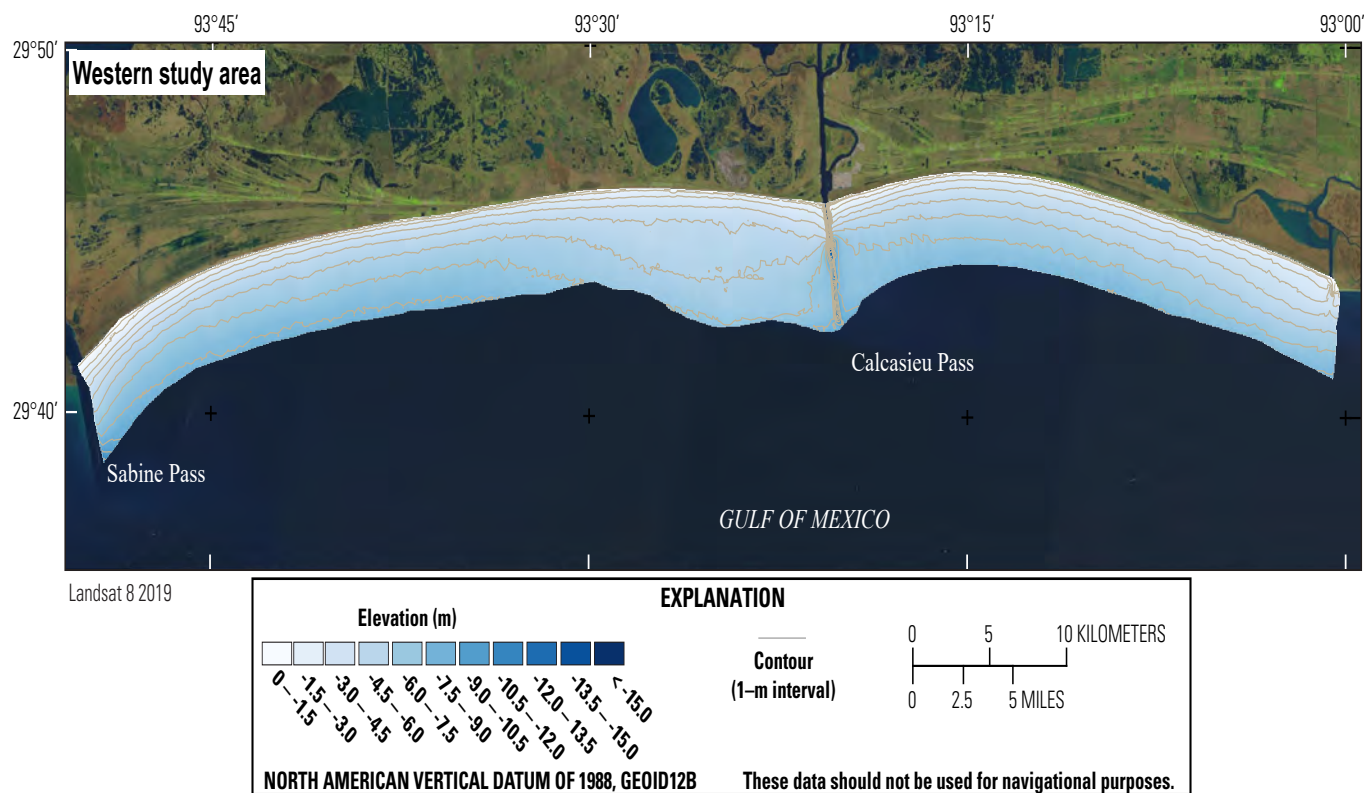 93°45′ 93°30′ 93°15′ 93°00′
29°50′
Western study area
Calcasieu Pass
29°40′
Sabine Pass
GULF OF MEXICO
Landsat 8 2019
EXPLANATION
Elevation (m)
0 – -1.5
-1.5 – -3.0
-3.0 – -4.5
-4.5 – -6.0
-6.0 – -7.5
-7.5 – -9.0
-9.0 – -10.5
-10.5 – -12.0
-12.0 – -13.5
-13.5 – -15.0
< -15.0
Contour
(1–m interval)
0 5 10 KILOMETERS
0 2.5 5 MILES
NORTH AMERICAN VERTICAL DATUM OF 1988, GEOID12B
These data should not be used for navigational purposes.